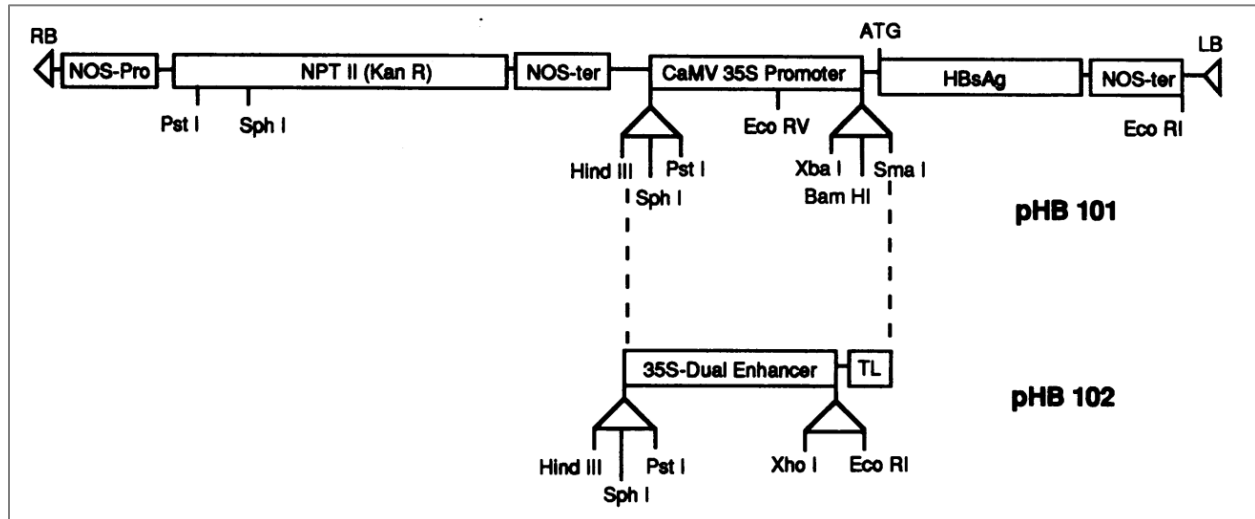 RB
ATG
LB
NOS-Pro
NPT II (Kan R)
NOS-ter
CaMV 35S Promoter
HBsAg
NOS-ter
Pst I
Sph I
Eco RV
Eco RI
Hind III
Pst I
Xba I
Sma I
Sph I
Bam HI
pHB 101
35S-Dual Enhancer
TL
pHB 102
Hind III
Pst I
Xho I
Eco RI
Sph I